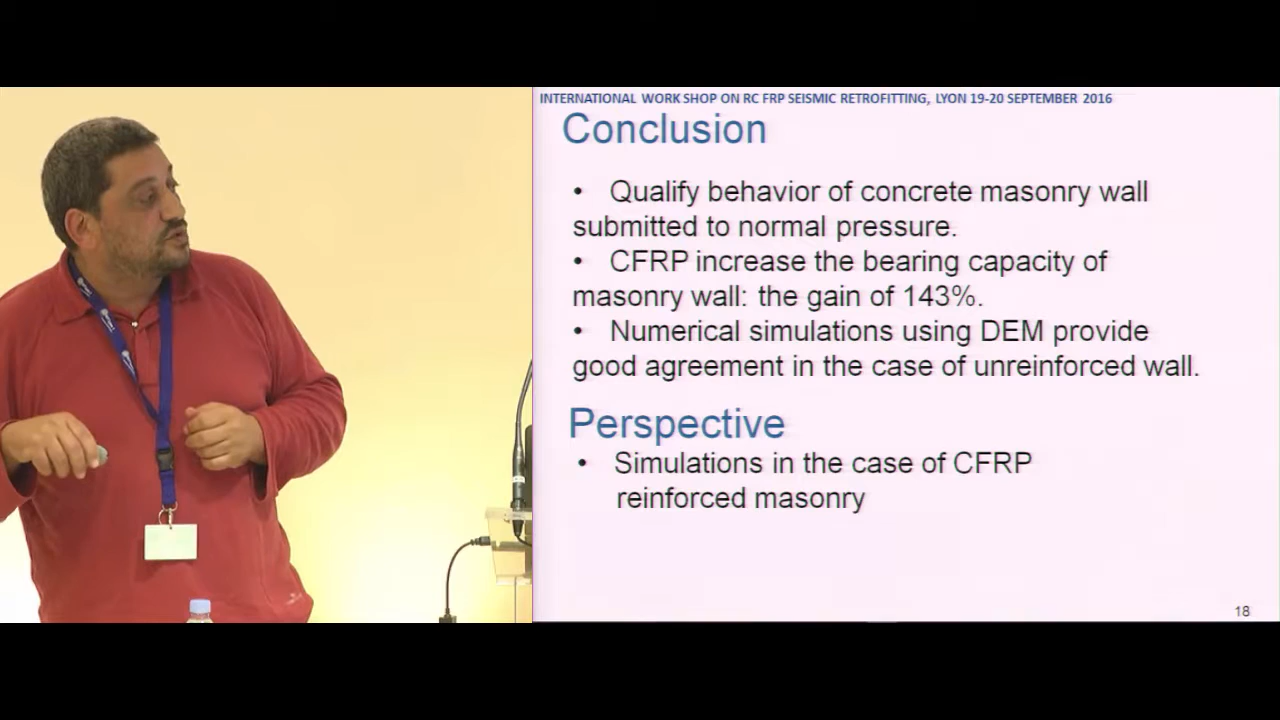 INTERNATIONAL WORK SHOP ON RC FRP SEISMIC RETROFITTING, LYON 19-20 SEPTEMBER 2016
Conclusion
• Qualify behavior of concrete masonry wall
submitted to normal pressure.
• CFRP increase the bearing capacity of
masonry wall: the gain of 143%.
• Numerical simulations using DEM provide
good agreement in the case of unreinforced wall.
Perspective
• Simulations in the case of CFRP
reinforced masonry
18